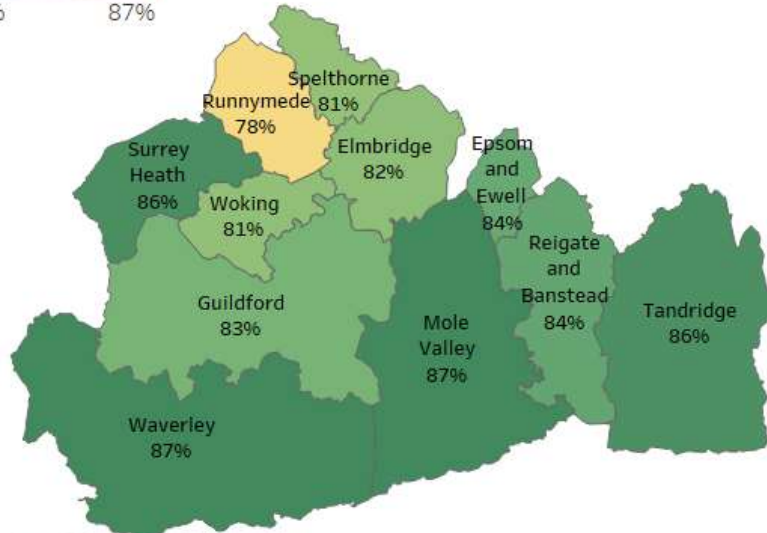 % 87%
Spelthorne
81%
Runnymede
78%
Elmbridge
82%
Epsom
and
Ewell
84%
Surrey
Heath
86%
Woking
81%
Reigate
and
Banstead
84%
Guildford
83%
Mole
Valley
87%
Tandridge
86%
Waverley
87%